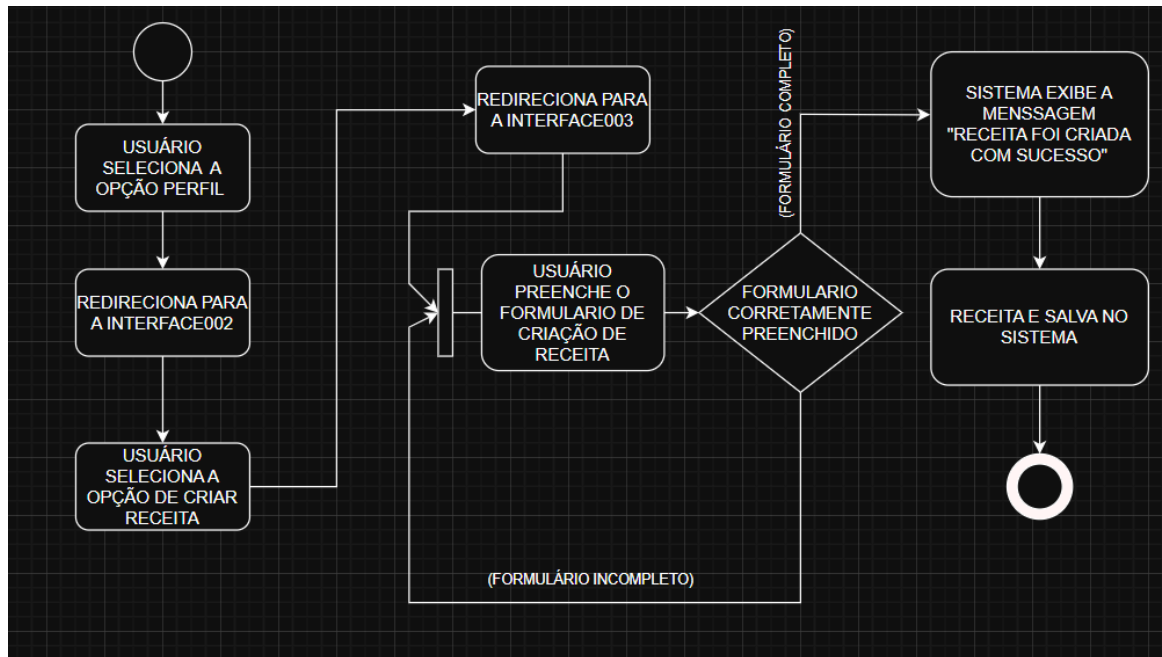 USUÁRIO
SELECIONA A
OPÇÃO PERFIL
REDIRECIONA PARA
A INTERFACE002
USUÁRIO
SELECIONA A
OPÇÃO DE CRIAR
RECEITA
REDIRECIONA PARA
A INTERFACE003
USUÁRIO
PREENCHE O
FORMULARIO DE
CRIAÇÃO DE
RECEITA
FORMULARIO
CORRETAMENTE
PREENCHIDO
(FORMULÁRIO INCOMPLETO)
(FORMULÁRIO COMPLETO)
SISTEMA EXIBE A
MENSSAGEM
"RECEITA FOI CRIADA
COM SUCESSO"
RECEITA E SALVA NO
SISTEMA